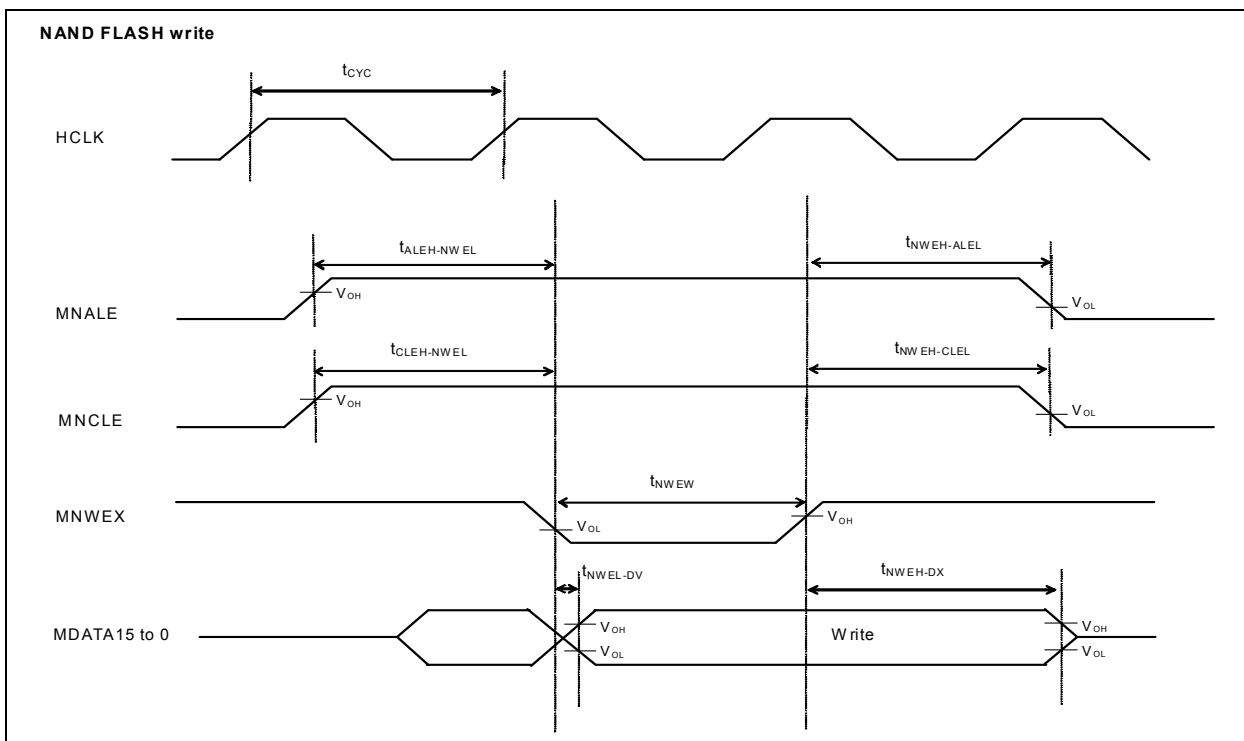 NAND FLASH write
tCYC
HCLK
tALEH-NWEL
tNWEH-ALEL
VOH
MNALE
VOL
tCLEH-NWEL
tNWEH-CLEL
VOH
MNCLE
VOL
tNWEW
MNWEX
VOL
VOH
tNWEL-DV
tNWEH-DX
VOH
MDATA15 to 0
Write
VOH
VOL
VOL